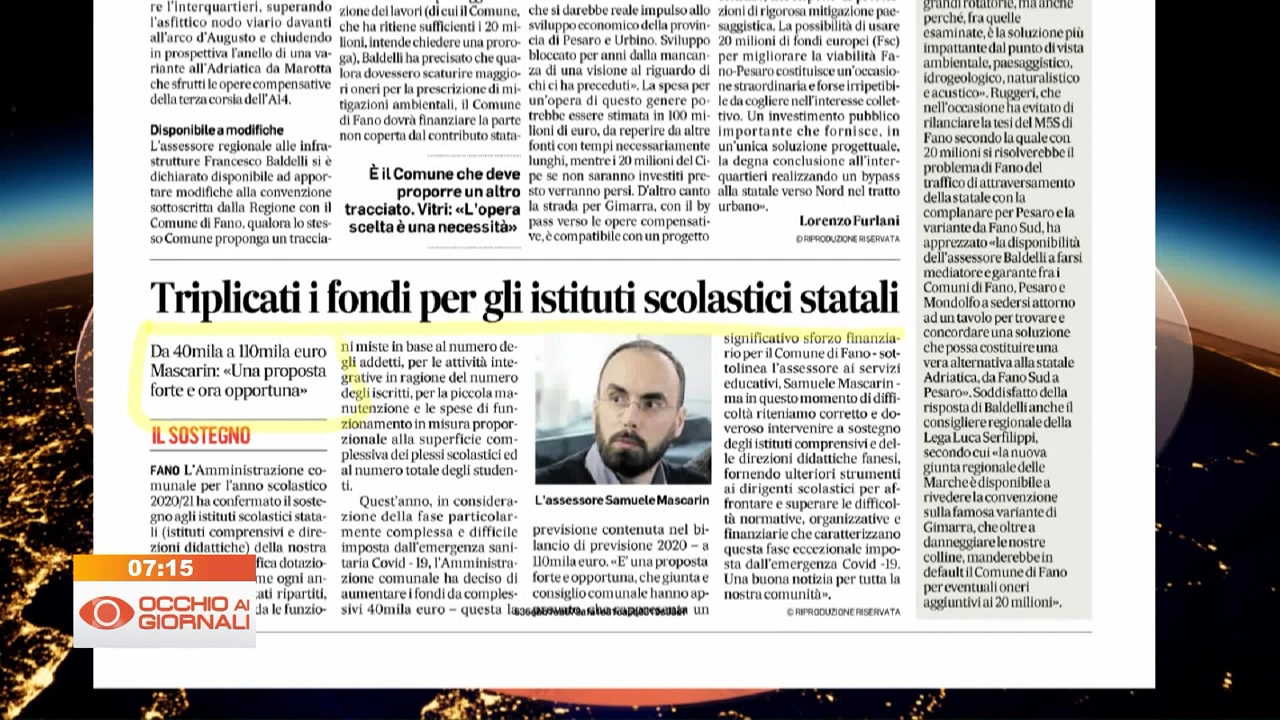 re l'interquartieri, superando
l'asfittico nodo viario davanti
all'arco d'Augusto e chiudendo
in prospettiva l'anello di una va-
riante all'Adriatica da Marotta
che sfrutti le opere compensative
della terza corsia dell'A14.
Disponibile a modifiche
L'assessore regionale alle infra-
strutture Francesco Baldelli si è
dichiarato disponibile ad appor-
tare modifiche alla convenzione
sottoscritta dalla Regione con il
Comune di Fano, qualora lo stes-
so Comune proponga un traccia-
zione dei lavori (di cui il Comune,
che ha ritiene sufficienti i 20 mi-
lioni, intende chiedere una proro-
ga), Baldelli ha precisato che qua-
lora dovessero scaturire maggio-
ri oneri per la prescrizione di mi-
tigazioni ambientali, il Comune
di Fano dovrà finanziare la parte
non coperta dal contributo stata-
È il Comune che deve
proporre un altro
tracciato. Vitri: «L'opera
scelta è una necessità»
che si darebbe reale impulso allo
sviluppo economico della provin-
cia di Pesaro e Urbino. Sviluppo
bloccato per anni dalla mancan-
za di una visione al riguardo di
chi ci ha preceduti». La spesa per
un'opera di questo genere po-
trebbe essere stimata in 100 mi-
lioni di euro, da reperire da altre
fonti con tempi necessariamente
lunghi, mentre i 20 milioni del Ci-
pe se non saranno investiti pre-
sto verranno persi. D'altro canto
la strada per Gimarra, con il by
pass verso le opere compensati-
ve, è compatibile con un progetto
zioni di rigorosa mitigazione pae-
saggistica. La possibilità di usare
20 milioni di fondi europei (Fsc)
per migliorare la viabilità Fa-
no-Pesaro costituisce un'occasio-
ne straordinaria e forse irripetibi-
le da cogliere nell'interesse collet-
tivo. Un investimento pubblico
importante che fornisce, in
un'unica soluzione progettuale,
la degna conclusione all'inter-
quartieri realizzando un bypass
alla statale verso Nord nel tratto
urbano».
Lorenzo Furlani
© RIPRODUZIONE RISERVATA
grandi rotatorie, ma anche
perché, fra quelle
esaminate, è la soluzione più
impattante dal punto di vista
ambientale, paesaggistico,
idrogeologico, naturalistico
e acustico». Ruggeri, che
nell'occasione ha evitato di
rilanciare la tesi del M5S di
Fano secondo la quale con
20 milioni si risolverebbe il
problema di Fano del
traffico di attraversamento
della statale con la
complanare per Pesaro e la
variante da Fano Sud, ha
apprezzato «la disponibilità
dell'assessore Baldelli a farsi
mediatore e garante fra i
Comuni di Fano, Pesaro e
Mondolfo a sedersi attorno
ad un tavolo per trovare e
concordare una soluzione
che possa costituire una
vera alternativa alla statale
Adriatica, da Fano Sud a
Pesaro». Soddisfatto della
risposta di Baldelli anche il
consigliere regionale della
Lega Luca Serfilippi,
secondo cui «la nuova
giunta regionale delle
Marche è disponibile a
rivedere la convenzione
sulla famosa variante di
Gimarra, che oltre a
danneggiare le nostre
colline, manderebbe in
default il Comune di Fano
per eventuali oneri
aggiuntivi ai 20 milioni».
Triplicati i fondi per gli istituti scolastici statali
Da 40mila a 110mila euro
Mascarin: «Una proposta
forte e ora opportuna»
IL SOSTEGNO
FANO L'Amministrazione co-
munale per l'anno scolastico
2020/21 ha confermato il soste-
gno agli istituti scolastici stata-
li (istituti comprensivi e dire-
zioni didattiche) della nostra
fica dotazio-
me ogni an-
ati ripartiti,
da le funzio-
ni miste in base al numero de-
gli addetti, per le attività inte-
grative in ragione del numero
degli iscritti, per la piccola ma-
nutenzione e le spese di fun-
zionamento in misura propor-
zionale alla superficie com-
plessiva dei plessi scolastici ed
al numero totale degli studen-
ti.
Quest'anno, in considera-
zione della fase particolar-
mente complessa e difficile
imposta dall'emergenza sani-
taria Covid -19, l'Amministra-
zione comunale ha deciso di
aumentare i fondi da comples-
sivi 40mila euro – questa la
L'assessore Samuele Mascarin
previsione contenuta nel bi-
lancio di previsione 2020 – a
110mila euro. «E' una proposta
forte e opportuna, che giunta e
consiglio comunale hanno ap-
un
significativo sforzo finanzia-
rio per il Comune di Fano - sot-
tolinea l'assessore ai servizi
educativi, Samuele Mascarin -
ma in questo momento di diffi-
coltà riteniamo corretto e do-
veroso intervenire a sostegno
degli istituti comprensivi e del-
le direzioni didattiche fanesi,
fornendo ulteriori strumenti
ai dirigenti scolastici per af-
frontare e superare le difficol-
tà normative, organizzative e
finanziarie che caratterizzano
questa fase eccezionale impo-
sta dall'emergenza Covid -19.
Una buona notizia per tutta la
nostra comunità».
© RIPRODUZIONE RISERVATA
07:15
OCCHIO AI
GIORNALI